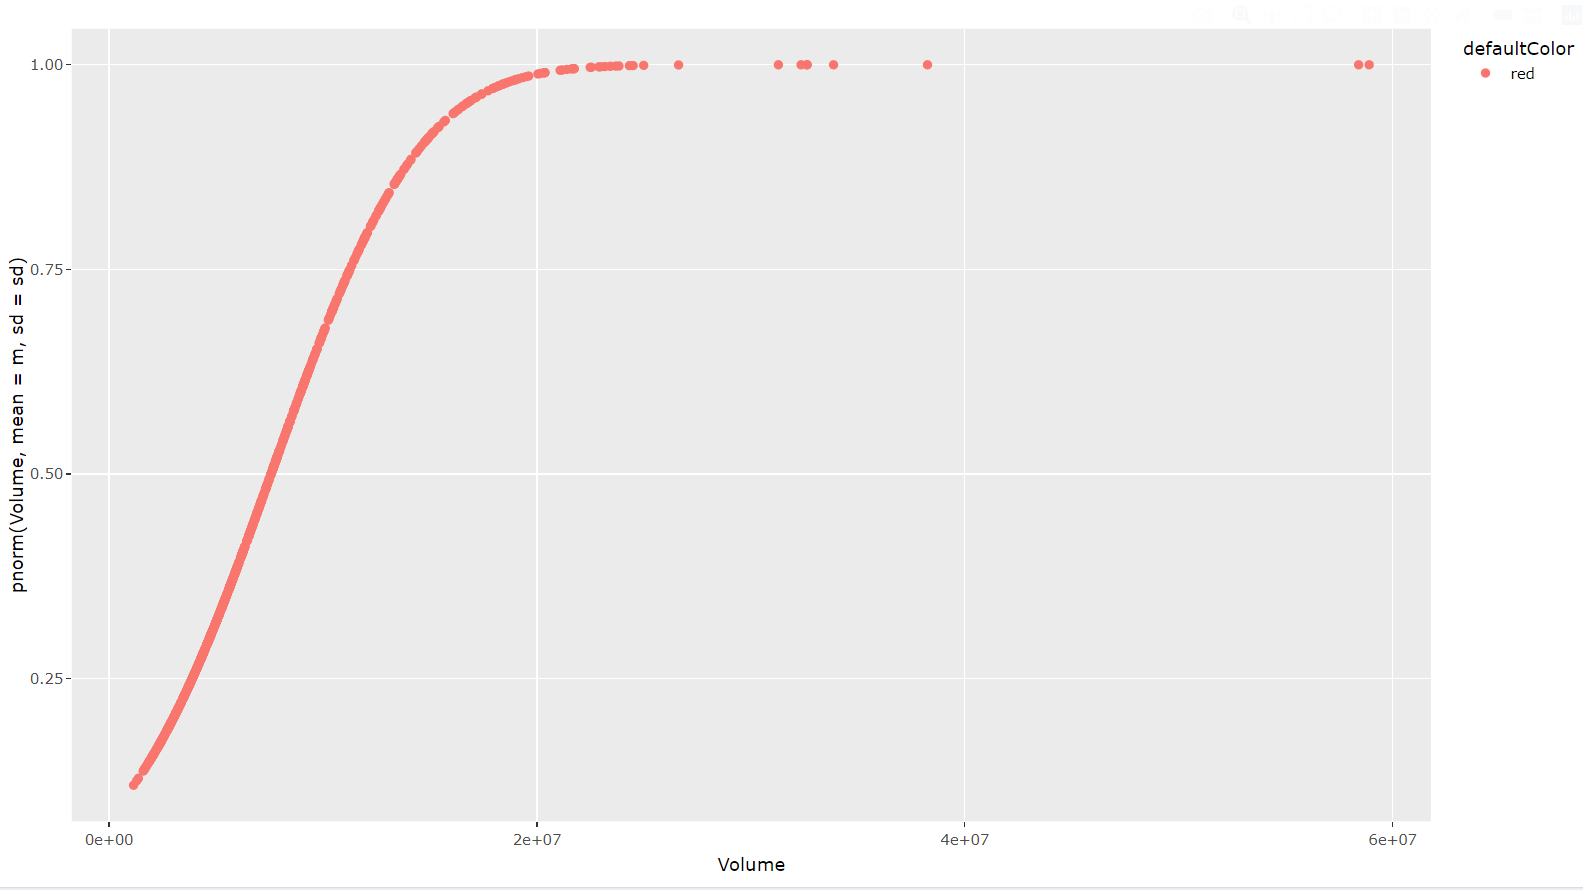 defaultColor
red
1.00
0.75
0.50
0.25
pnorm(Volume, mean = m, sd = sd)
0e+00
2e+07
4e+07
6e+07
Volume